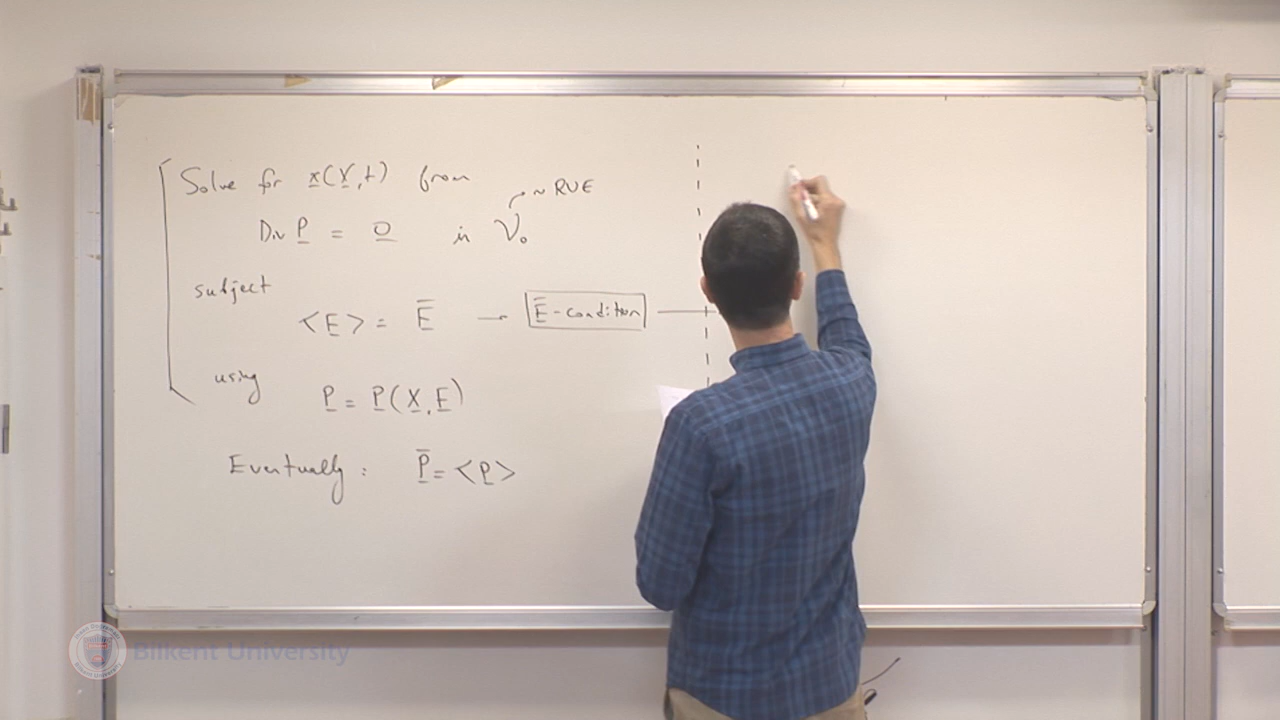 Solve for x(X,t) from
~ RVE
Div P = 0 in V₀
subject
<F> = F̄ → F̄-condition
using P = P(X,F)
Eventually : P̄ = <P>
Bilkent University